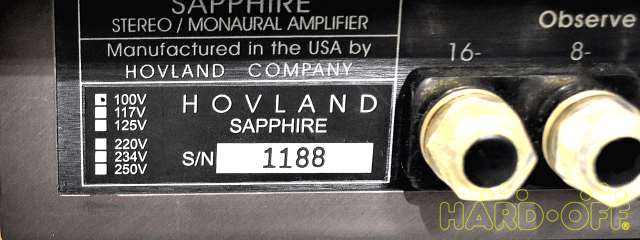 SAPPHIRE
STEREO / MONAURAL AMPLIFIER
Manufactured in the USA by
HOVLAND COMPANY
100V
117V
125V
220V
234V
250V
HOVLAND
SAPPHIRE
S/N 1188
Observe
16-
8-
HARD-OFF